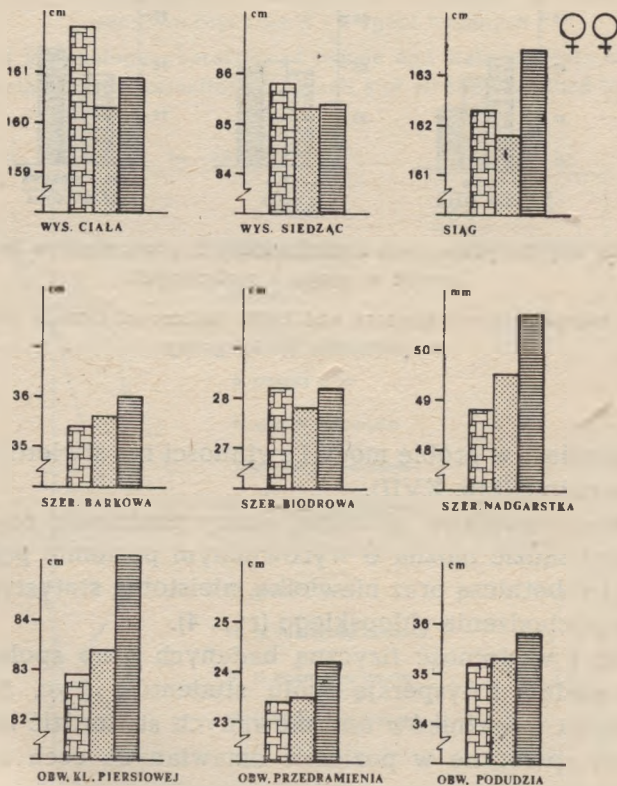 cm cm cm ♀♀
161 160 159
86 85 84
163 162 161
WYS. CIAŁA WYS. SIEDZĄC SIĄG
cm cm mm
36 35
28 27
50 49 48
SZER. BARKOWA SZER. BIODROWA SZER. NADGARSTKA
cm cm cm
84 83 82
25 24 23
36 35 34
OBW. KL. PIERSIOWEJ OBW. PRZEDRAMIENIA OBW. PODUDZIA